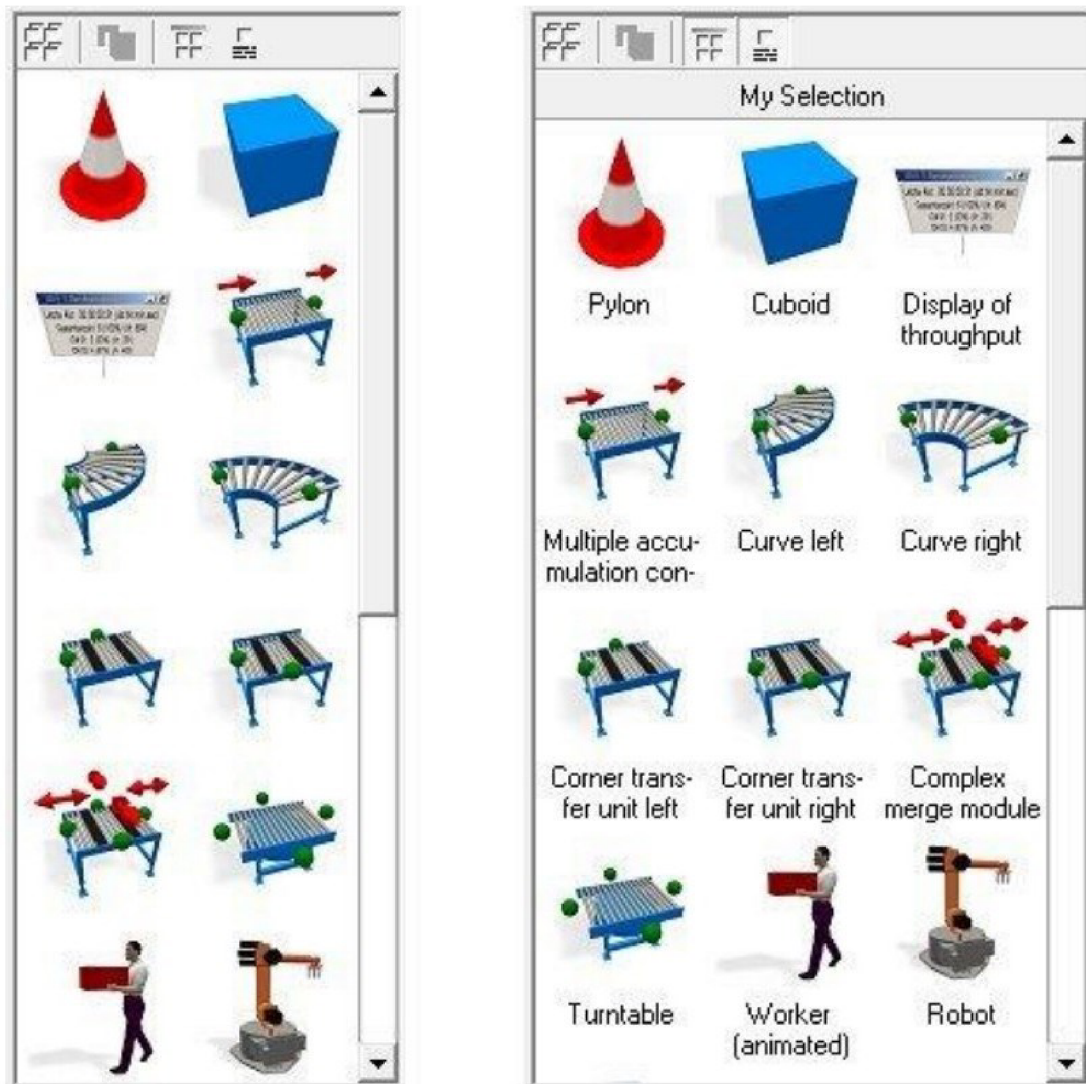 My Selection
Pylon
Cuboid
Display of
throughput
Multiple accu-
mulation con-
Curve left
Curve right
Corner trans-
fer unit left
Corner trans-
fer unit right
Complex
merge module
Turntable
Worker
(animated)
Robot